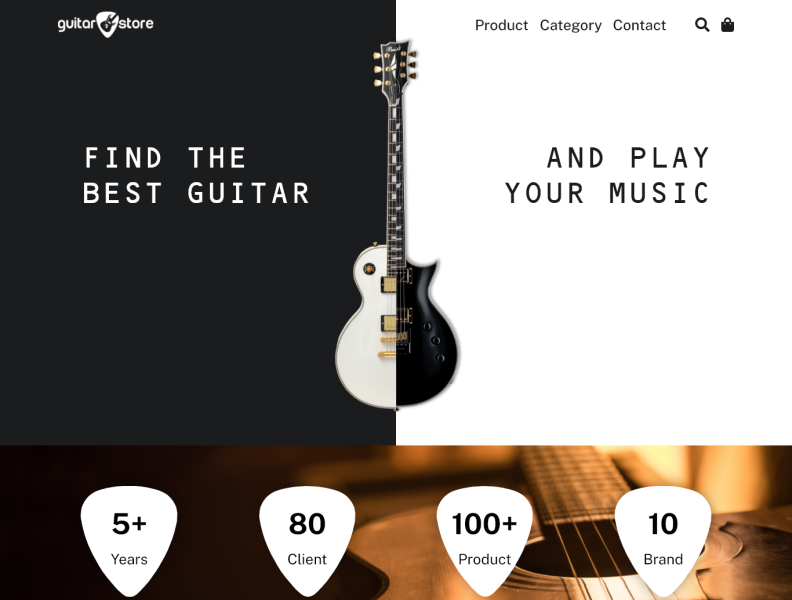 guitar store
Product Category Contact
FIND THE
BEST GUITAR
AND PLAY
YOUR MUSIC
5+
Years
80
Client
100+
Product
10
Brand